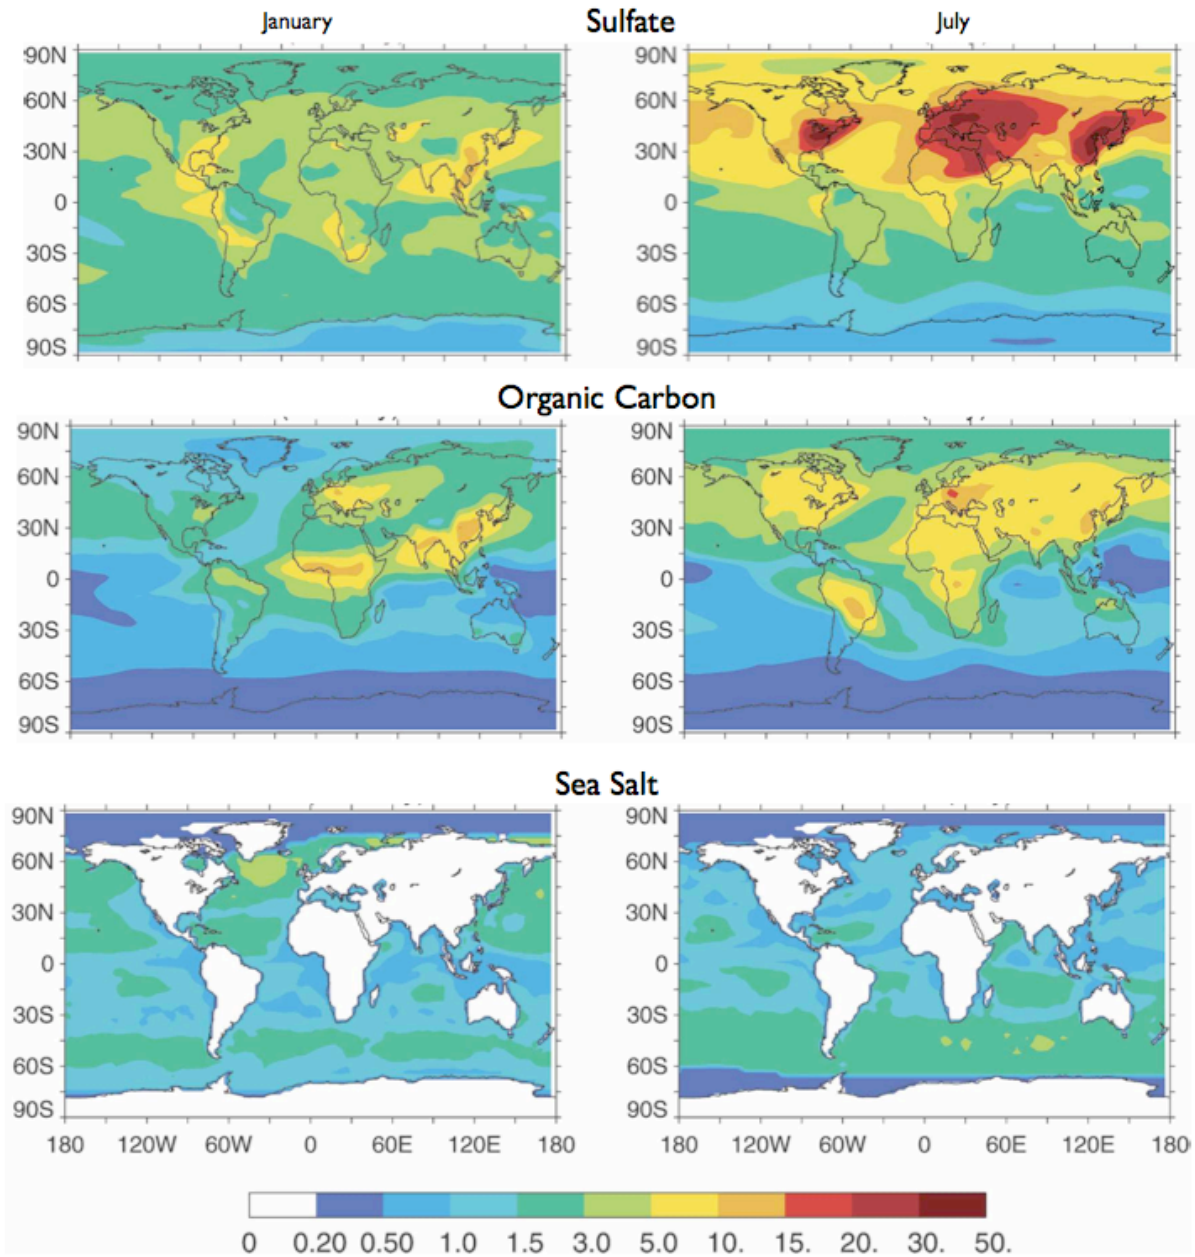 January Sulfate July
90N 90N
60N 60N
30N 30N
0 0
30S 30S
60S 60S
90S 90S
Organic Carbon
90N 90N
60N 60N
30N 30N
0 0
30S 30S
60S 60S
90S 90S
Sea Salt
90N 90N
60N 60N
30N 30N
0 0
30S 30S
60S 60S
90S 90S
180 120W 60W 0 60E 120E 180 180 120W 60W 0 60E 120E 180
0 0.20 0.50 1.0 1.5 3.0 5.0 10. 15. 20. 30. 50.